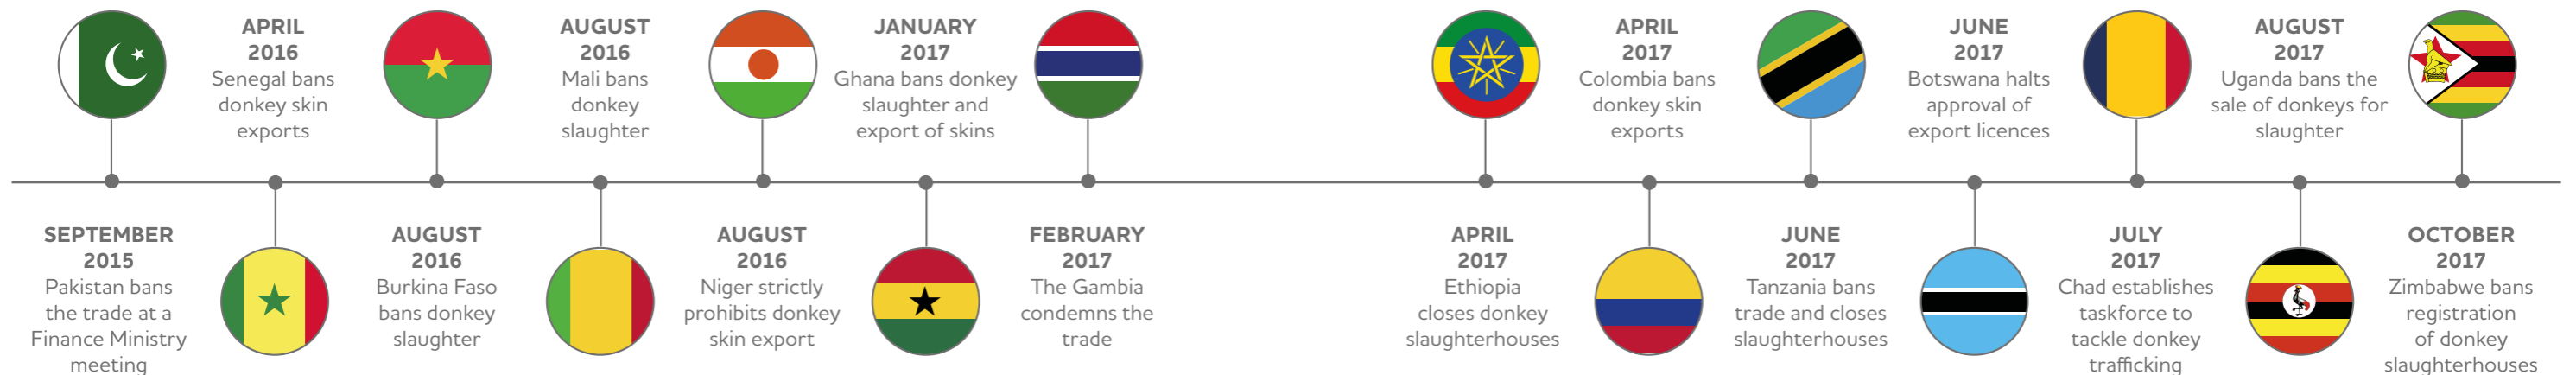 SEPTEMBER
2015
Pakistan bans
the trade at a
Finance Ministry
meeting
APRIL
2016
Senegal bans
donkey skin
exports
AUGUST
2016
Burkina Faso
bans donkey
slaughter
AUGUST
2016
Mali bans
donkey
slaughter
AUGUST
2016
Niger strictly
prohibits donkey
skin export
JANUARY
2017
Ghana bans donkey
slaughter and
export of skins
FEBRUARY
2017
The Gambia
condemns the
trade
APRIL
2017
Ethiopia
closes donkey
slaughterhouses
APRIL
2017
Colombia bans
donkey skin
exports
JUNE
2017
Tanzania bans
trade and closes
slaughterhouses
JUNE
2017
Botswana halts
approval of
export licences
JULY
2017
Chad establishes
taskforce to
tackle donkey
trafficking
AUGUST
2017
Uganda bans the
sale of donkeys for
slaughter
OCTOBER
2017
Zimbabwe bans
registration
of donkey
slaughterhouses